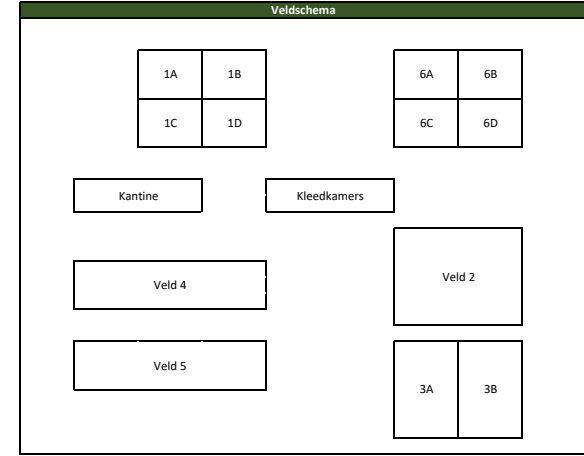 Veldschema
1A 1B 6A 6B
1C 1D 6C 6D
Kantine Kleedkamers
Veld 2
Veld 4
Veld 5
3A 3B